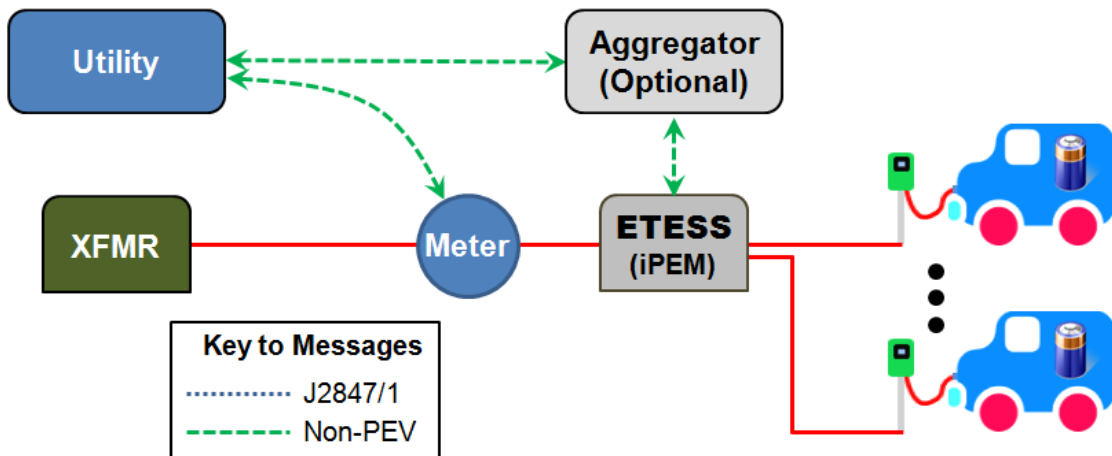 Utility
Aggregator
(Optional)
XFMR
Meter
ETESS
(iPEM)
Key to Messages
J2847/1
Non-PEV